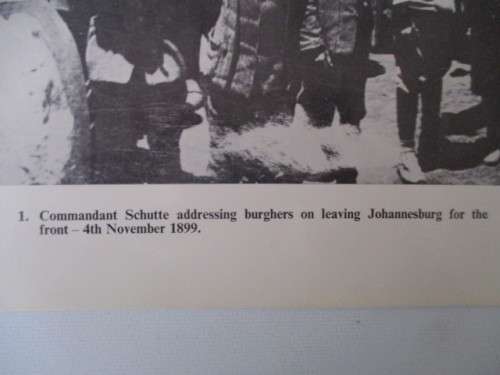 1. Commandant Schutte addressing burghers on leaving Johannesburg for the
front – 4th November 1899.